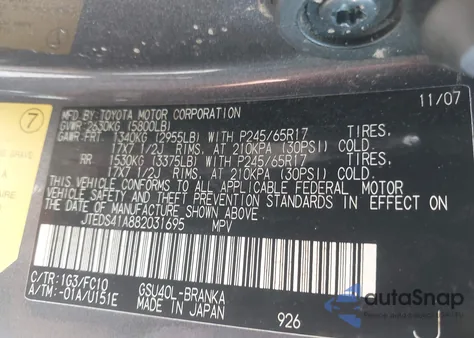 7
11/07
MFD. BY: TOYOTA MOTOR CORPORATION
GVWR 2630KG (5800LB)
GAWR-FRT 1340KG (2955LB) WITH P245/65R17 TIRES,
17X7 1/2J RIMS, AT 210KPA (30PSI) COLD.
RR 1530KG (3375LB) WITH P245/65R17 TIRES,
17X7 1/2J RIMS, AT 210KPA (30PSI) COLD.
THIS VEHICLE CONFORMS TO ALL APPLICABLE FEDERAL MOTOR
VEHICLE SAFETY AND THEFT PREVENTION STANDARDS IN EFFECT ON
THE DATE OF MANUFACTURE SHOWN ABOVE.
JTEDS41A882031695 MPV
C/TR:1G3/FC10 GSU40L-BRANKA
A/TM:-01A/U151E MADE IN JAPAN 926
autoSnap